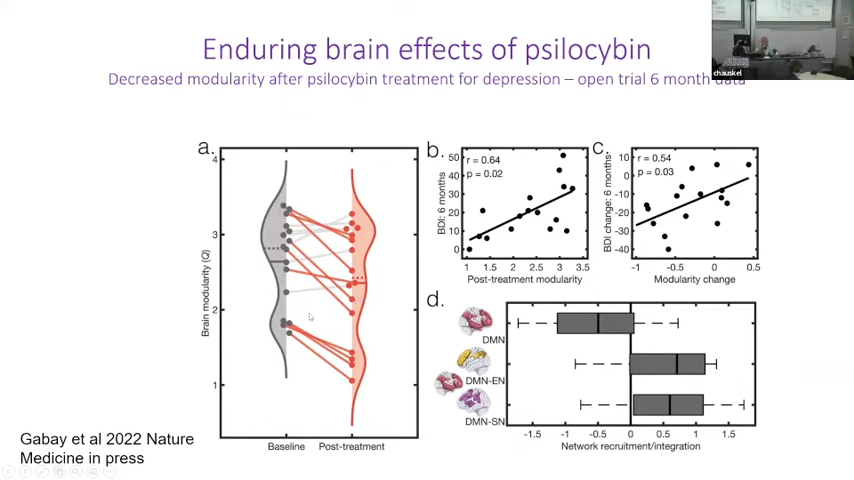 Enduring brain effects of psilocybin
Decreased modularity after psilocybin treatment for depression – open trial 6 month data
chauskel
a.
4
3
2
1
Brain modularity (Q)
Baseline
Post-treatment
b.
r = 0.64
p = 0.02
50
40
30
20
10
0
BDI: 6 months
1
1.5
2
2.5
3
3.5
Post-treatment modularity
c.
r = 0.54
p = 0.03
10
0
-10
-20
-30
-40
BDI change: 6 months
-1
-0.5
0
0.5
Modularity change
d.
DMN
DMN-EN
DMN-SN
-1.5
-1
-0.5
0
0.5
1
1.5
Network recruitment/integration
Gabay et al 2022 Nature
Medicine in press